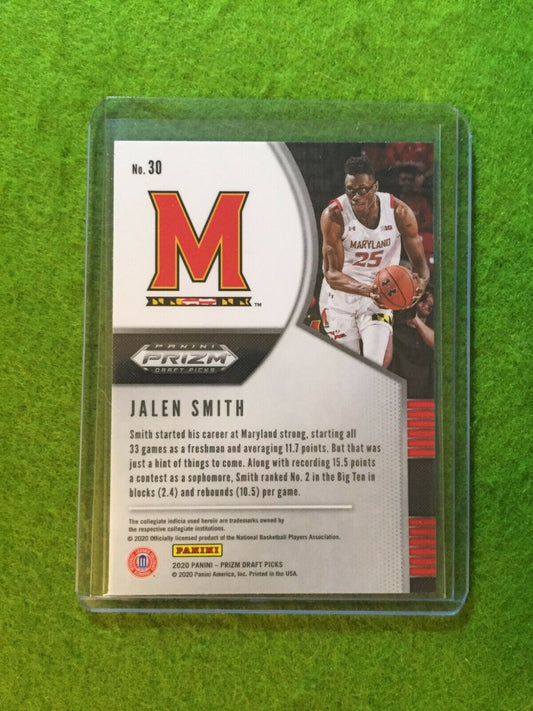 No. 30
M
TM
MARYLAND
25
PANINI
PRIZM
DRAFT PICKS
JALEN SMITH
Smith started his career at Maryland strong, starting all
33 games as a freshman and averaging 11.7 points. But that was
just a hint of things to come. Along with recording 15.5 points
a contest as a sophomore, Smith ranked No. 2 in the Big Ten in
blocks (2.4) and rebounds (10.5) per game.
The collegiate indicia used herein are trademarks owned by
the respective collegiate institutions.
© 2020 Officially licensed product of the National Basketball Players Association.
PANINI
2020 PANINI – PRIZM DRAFT PICKS
© 2020 Panini America, Inc. Printed in the USA.